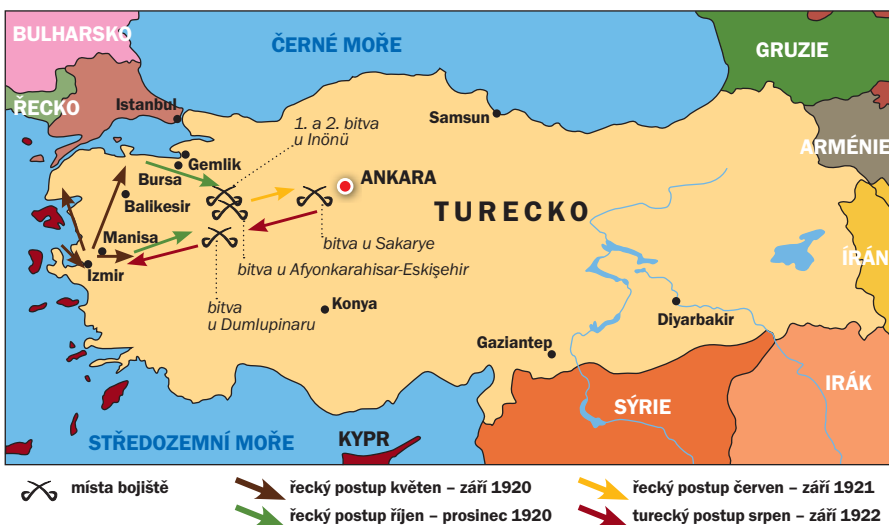 BULHARSKO
ČERNÉ MOŘE
GRUZIE
ŘECKO
Istanbul
1. a 2. bitva
u Inönü
Samsun
ARMÉNIE
Gemlik
Bursa
ANKARA
Balikesir
TURECKO
Manisa
bitva u Sakarye
ÍRÁN
Izmir
bitva u Afyonkarahisar-Eskişehir
bitva
u Dumlupinaru
Konya
Diyarbakir
Gaziantep
IRÁK
SÝRIE
STŘEDOZEMNÍ MOŘE
KYPR
místa bojiště
řecký postup květen – září 1920
řecký postup červen – září 1921
řecký postup říjen – prosinec 1920
turecký postup srpen – září 1922